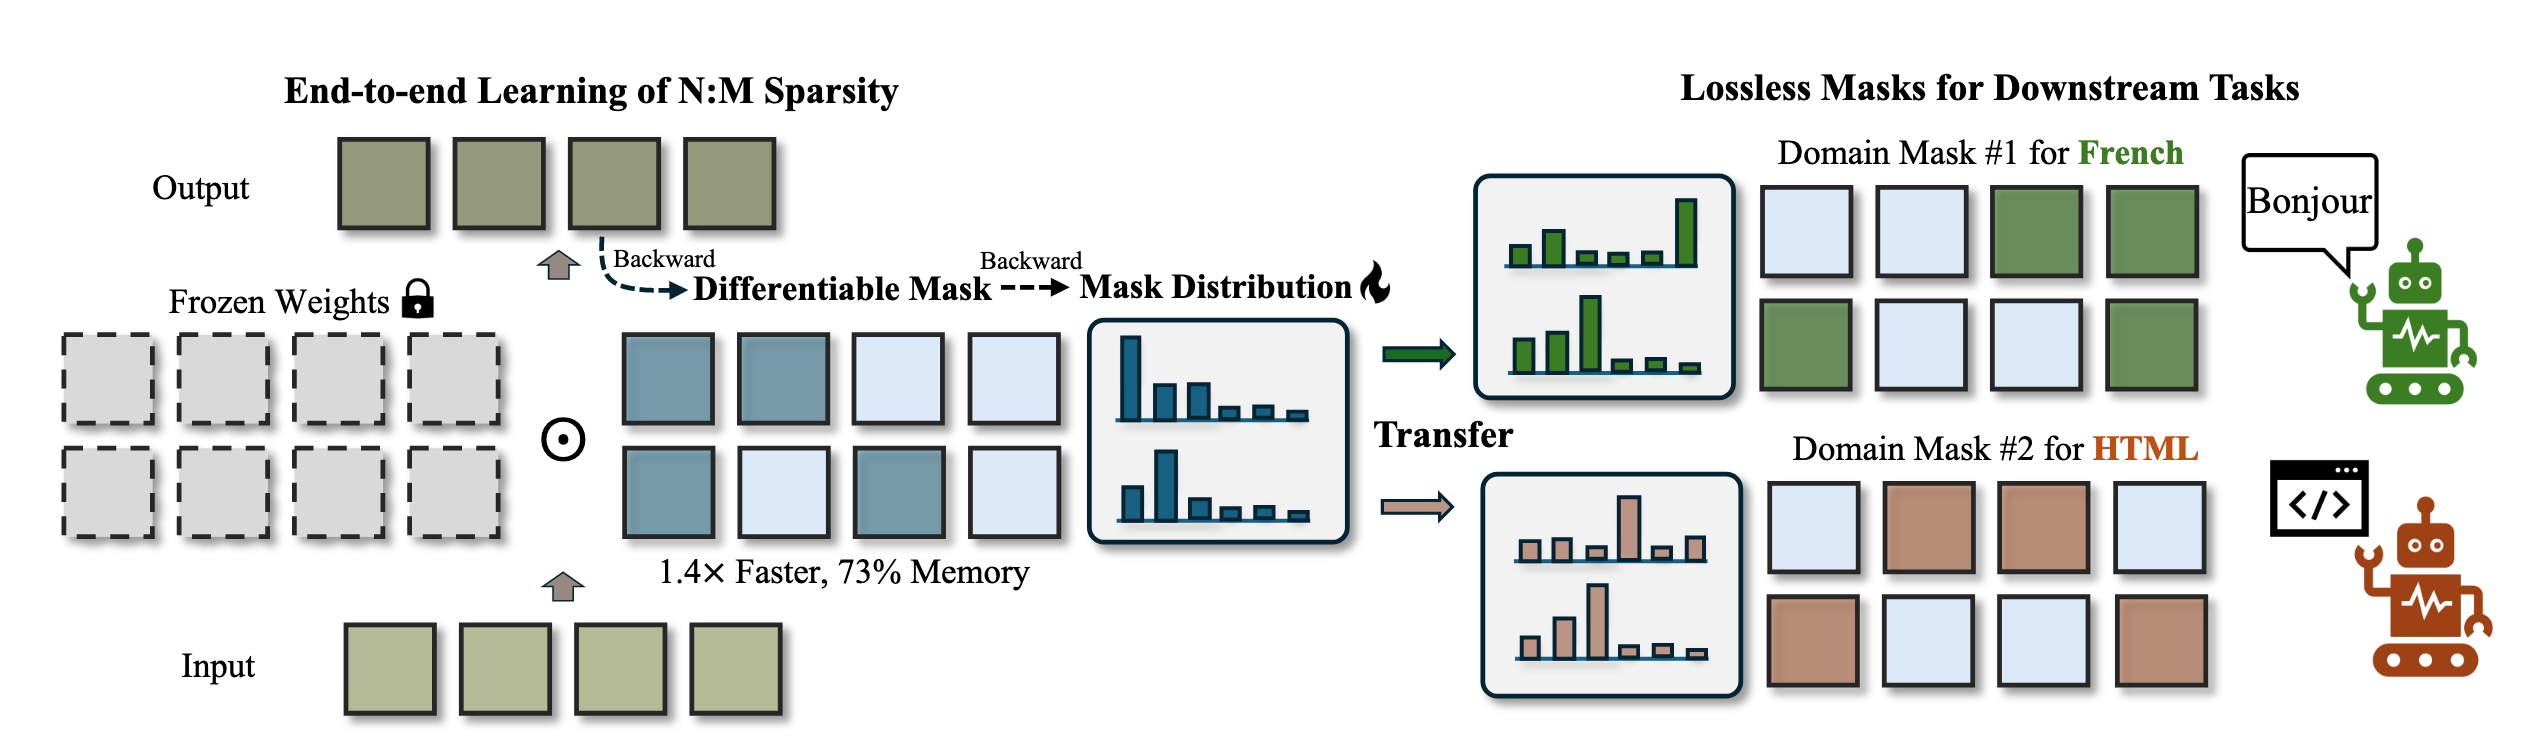 End-to-end Learning of N:M Sparsity
Output
Backward
Backward
Differentiable Mask
Mask Distribution
Frozen Weights
1.4× Faster, 73% Memory
Input
Transfer
Lossless Masks for Downstream Tasks
Domain Mask #1 for French
Bonjour
Domain Mask #2 for HTML
</>